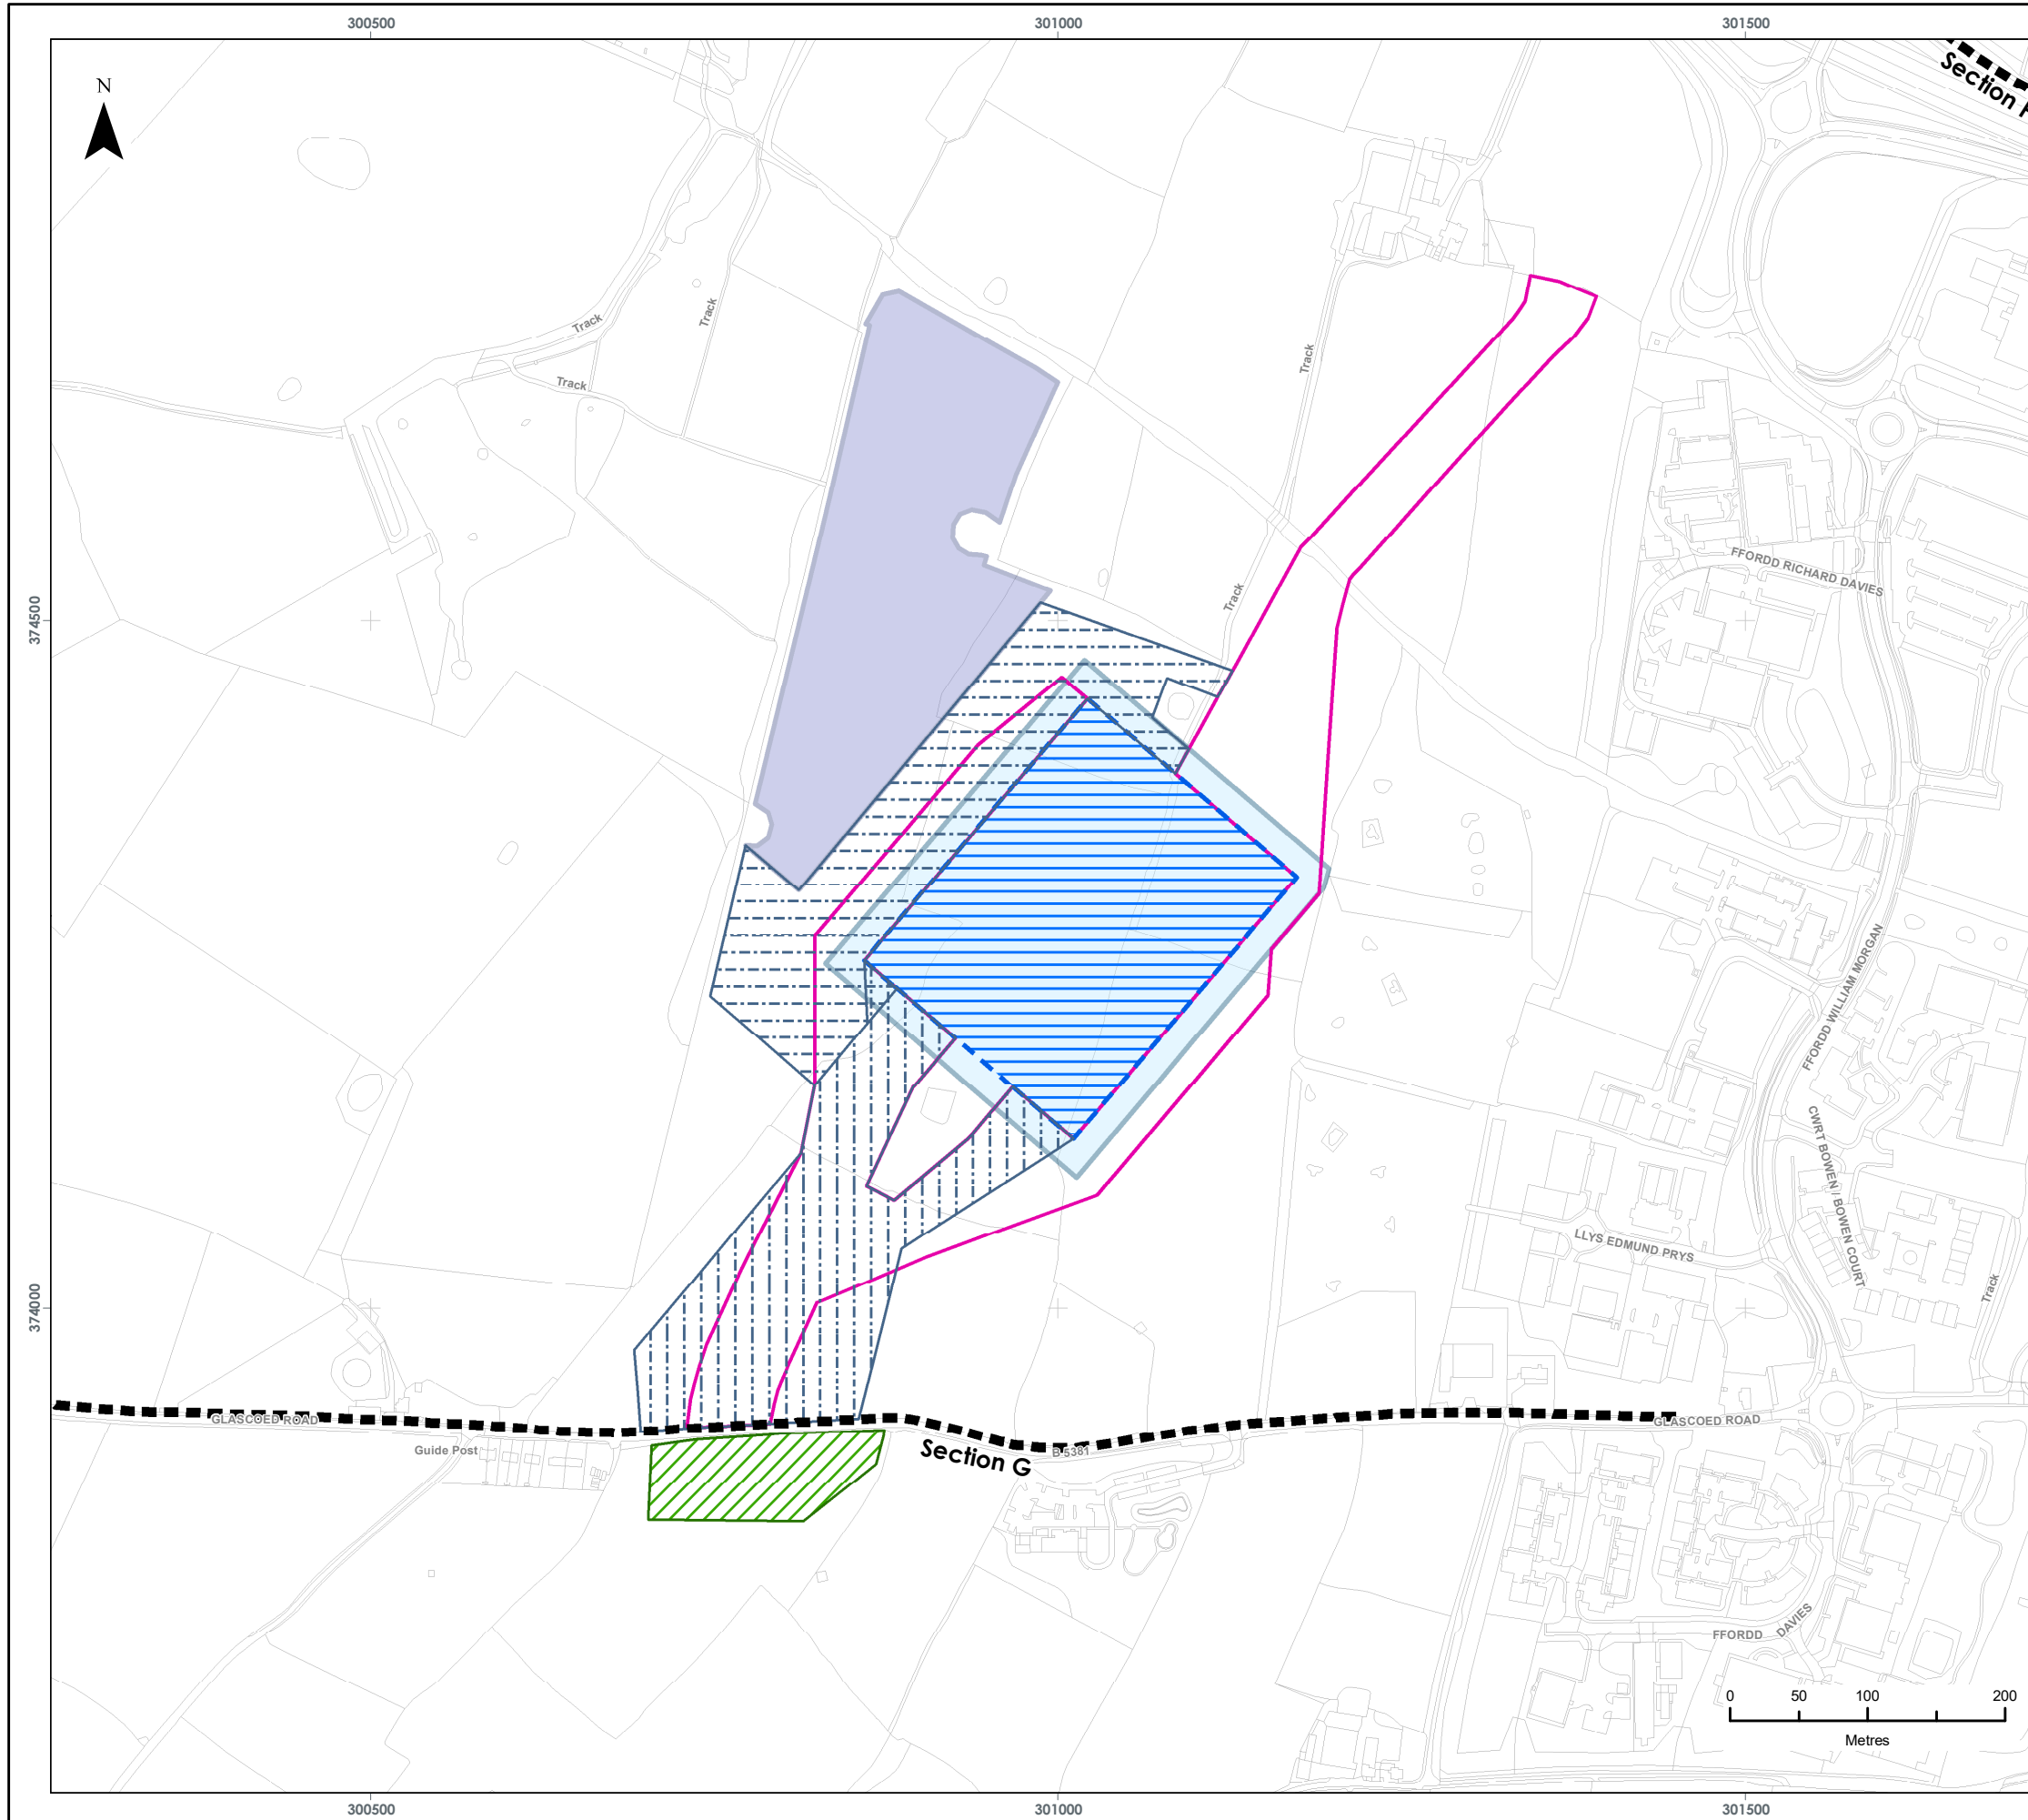 300500
301000
301500
Section
N
Track
Track
Track
Track
374500
Track
FFORDD RICHARD DAVIES
FFORDD WILLIAM MORGAN
CWRT BOWEN / BOWEN COURT
LLYS EDMUND PRYS
Track
374000
GLASCOED ROAD
GLASCOED ROAD
Guide Post
Section G
B 5381
FFORDD DAVIES
0 50 100 200
Metres
300500
301000
301500